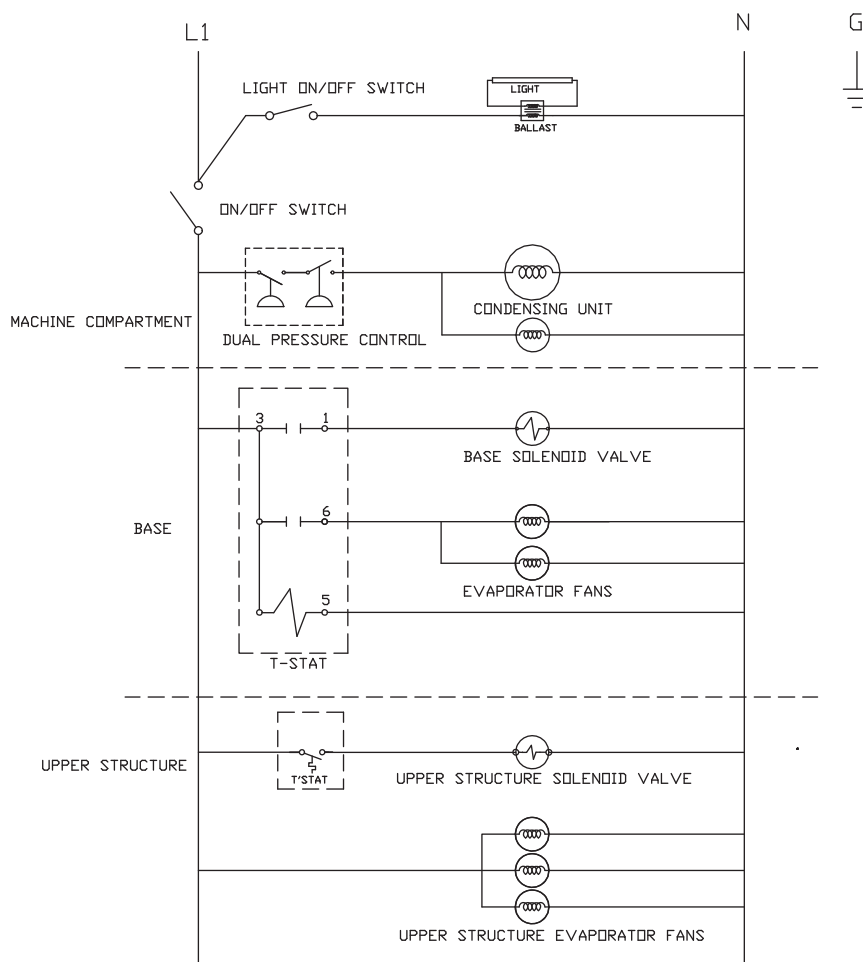 L1
N
G
LIGHT ON/OFF SWITCH
LIGHT
BALLAST
ON/OFF SWITCH
CONDENSING UNIT
MACHINE COMPARTMENT
DUAL PRESSURE CONTROL
3 1
BASE SOLENOID VALVE
6
BASE
EVAPORATOR FANS
5
T-STAT
UPPER STRUCTURE
T'STAT
UPPER STRUCTURE SOLENOID VALVE
UPPER STRUCTURE EVAPORATOR FANS